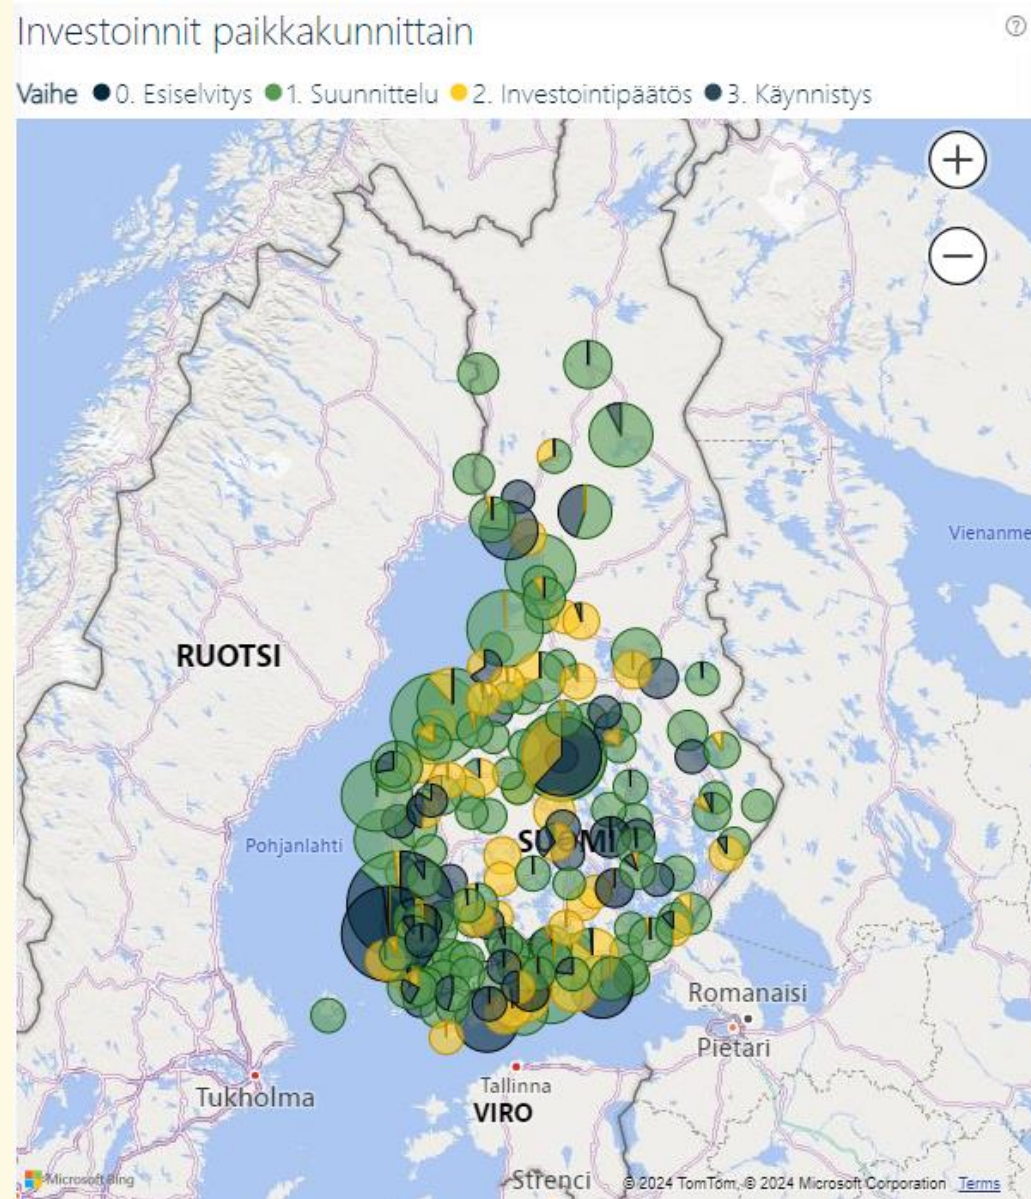 Investoinnit paikkakunnittain
?
Vaihe 0. Esiselvitys 1. Suunnittelu 2. Investointipäätös 3. Käynnistys
Vienanme
RUOTSI
SUOMI
Pohjanlahti
Romanaisi
Pietari
Tukholma
Tallinna
VIRO
Microsoft Bing
Strenci
© 2024 TomTom, © 2024 Microsoft Corporation Terms